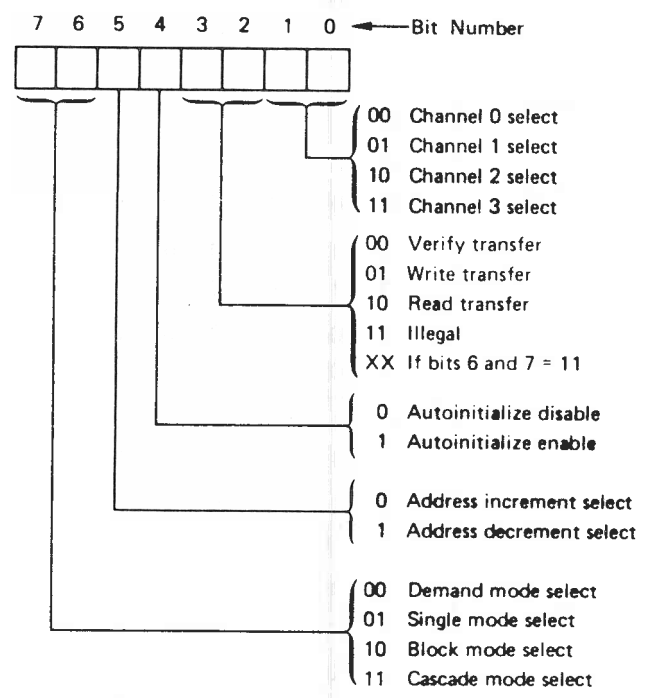 7 6 5 4 3 2 1 0 Bit Number
00 Channel 0 select
01 Channel 1 select
10 Channel 2 select
11 Channel 3 select
00 Verify transfer
01 Write transfer
10 Read transfer
11 Illegal
XX If bits 6 and 7 = 11
0 Autoinitialize disable
1 Autoinitialize enable
0 Address increment select
1 Address decrement select
00 Demand mode select
01 Single mode select
10 Block mode select
11 Cascade mode select